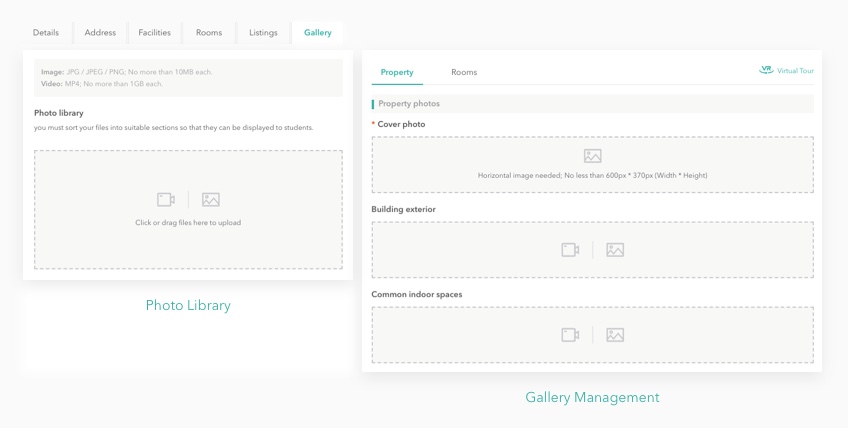 Details
Address
Facilities
Rooms
Listings
Gallery
Image: JPG / JPEG / PNG; No more than 10MB each.
Video: MP4; No more than 1GB each.
Photo library
you must sort your files into suitable sections so that they can be displayed to students.
Click or drag files here to upload
Photo Library
Property
Rooms
VR
Virtual Tour
Property photos
* Cover photo
Horizontal image needed; No less than 600px * 370px (Width * Height)
Building exterior
Common indoor spaces
Gallery Management